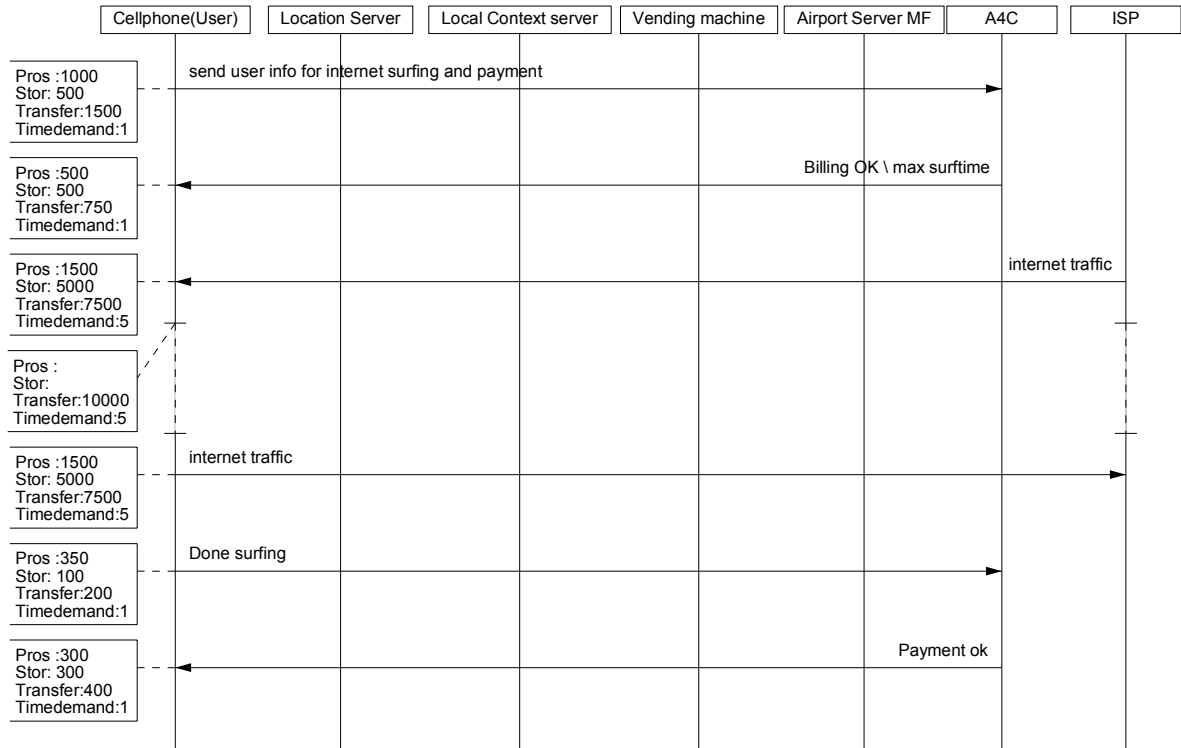 Cellphone(User)
Location Server
Local Context server
Vending machine
Airport Server MF
A4C
ISP
Pros :1000
Stor: 500
Transfer:1500
Timedemand:1
send user info for internet surfing and payment
Pros :500
Stor: 500
Transfer:750
Timedemand:1
Billing OK \ max surftime
Pros :1500
Stor: 5000
Transfer:7500
Timedemand:5
internet traffic
Pros :
Stor:
Transfer:10000
Timedemand:5
Pros :1500
Stor: 5000
Transfer:7500
Timedemand:5
internet traffic
Pros :350
Stor: 100
Transfer:200
Timedemand:1
Done surfing
Pros :300
Stor: 300
Transfer:400
Timedemand:1
Payment ok